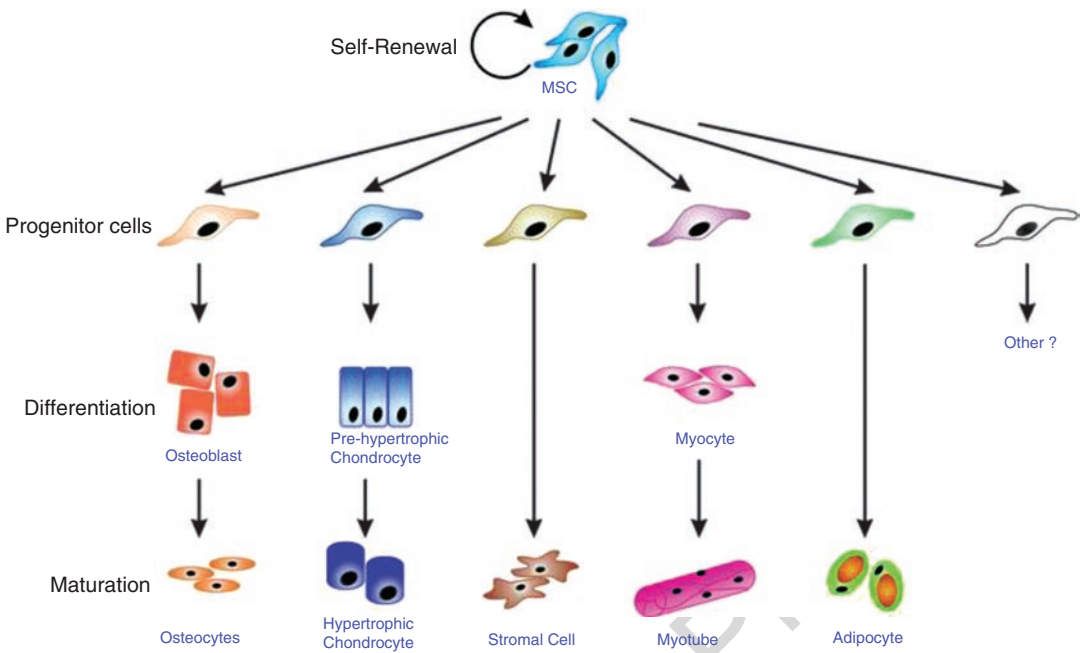 Self-Renewal
MSC
Progenitor cells
Other ?
Differentiation
Osteoblast
Pre-hypertrophic
Chondrocyte
Myocyte
Maturation
Osteocytes
Hypertrophic
Chondrocyte
Stromal Cell
Myotube
Adipocyte